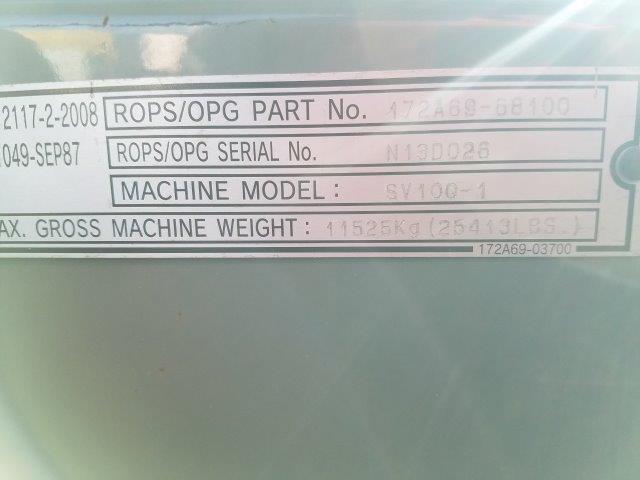 2117-2-2008 ROPS/OPG PART No. 172A69-68100
049-SEP87 ROPS/OPG SERIAL No. N13D026
MACHINE MODEL : SV100-1
AX. GROSS MACHINE WEIGHT : 11525Kg (25413LBS.)
172A69-03700